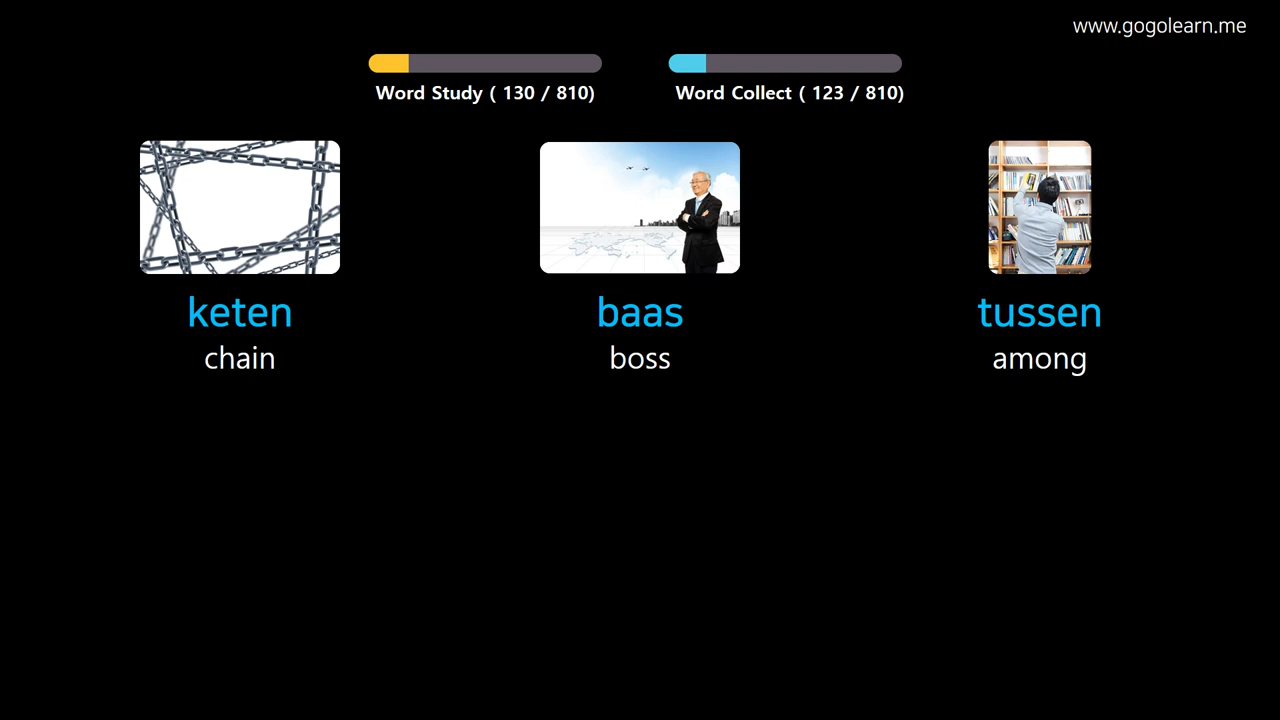 www.gogolearn.me
Word Study ( 130 / 810)
Word Collect ( 123 / 810)
keten
baas
tussen
chain
boss
among